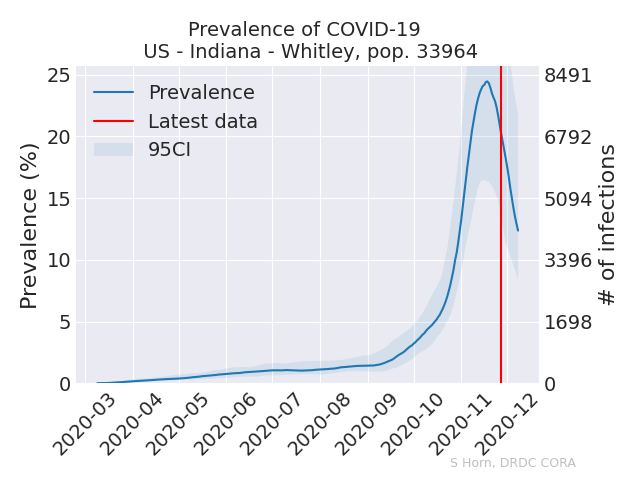 Prevalence of COVID-19
US - Indiana - Whitley, pop. 33964
Prevalence
Latest data
95CI
Prevalence (%)
25
20
15
10
5
0
8491
6792
5094
3396
1698
0
# of infections
2020-03
2020-04
2020-05
2020-06
2020-07
2020-08
2020-09
2020-10
2020-11
2020-12
S Horn, DRDC CORA